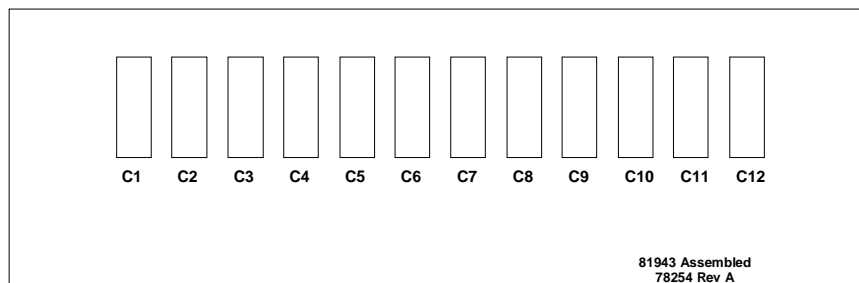 C1 C2 C3 C4 C5 C6 C7 C8 C9 C10 C11 C12
81943 Assembled
78254 Rev A